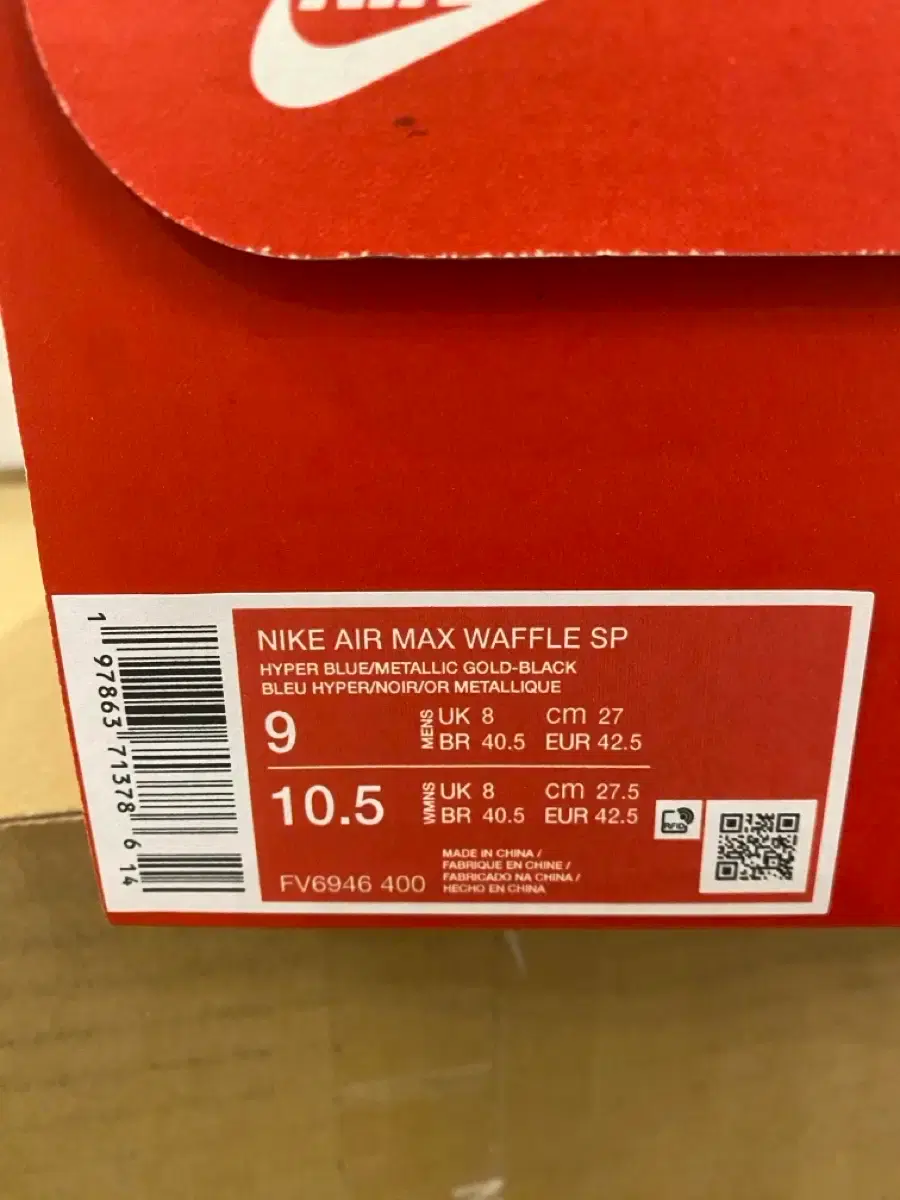 NIKE
NIKE AIR MAX WAFFLE SP
HYPER BLUE/METALLIC GOLD-BLACK
BLEU HYPER/NOIR/OR METALLIQUE
9
MENS
UK 8 cm 27
BR 40.5 EUR 42.5
10.5
WMNS
UK 8 cm 27.5
BR 40.5 EUR 42.5
RFID
FV6946 400
MADE IN CHINA /
FABRIQUE EN CHINE /
FABRICADO NA CHINA /
HECHO EN CHINA
1 97863 71378 6 14